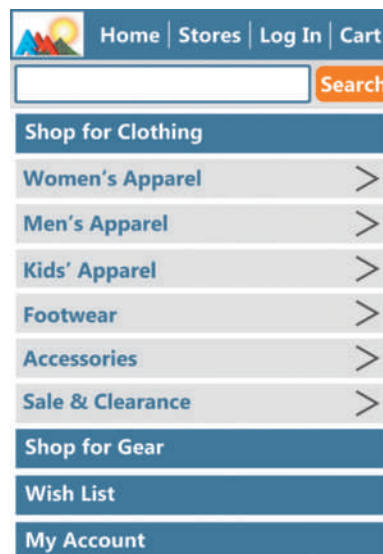 Home | Stores | Log In | Cart
Search
Shop for Clothing
Women's Apparel
Men's Apparel
Kids' Apparel
Footwear
Accessories
Sale & Clearance
Shop for Gear
Wish List
My Account